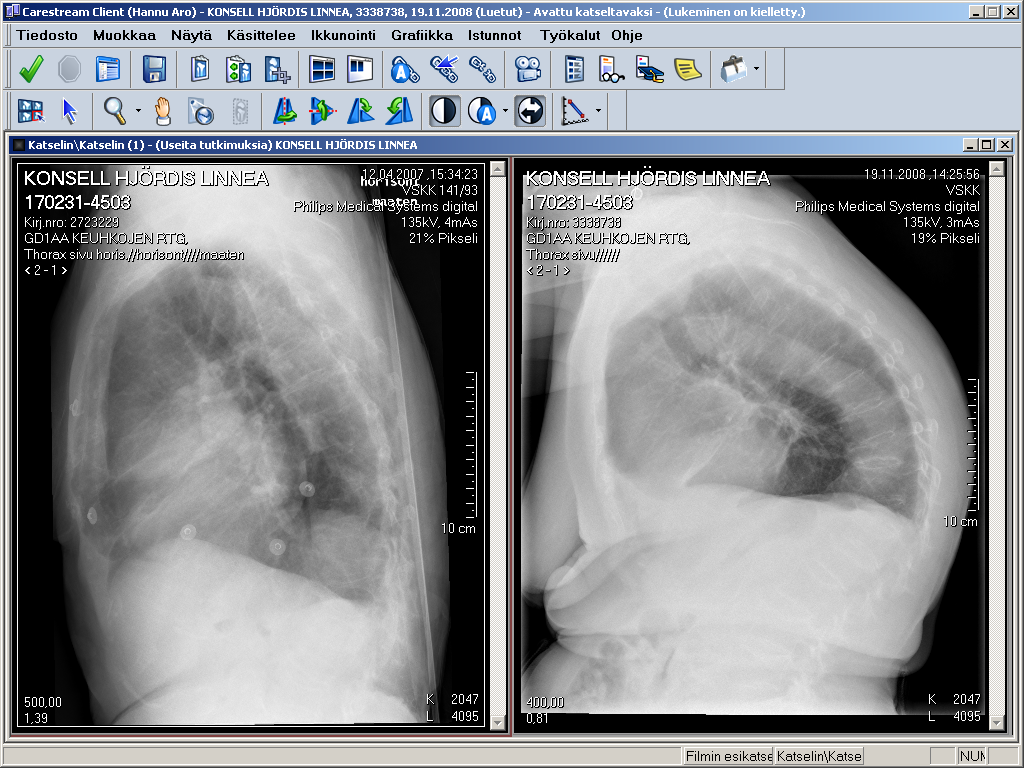 Carestream Client (Hannu Aro) - KONSELL HJÖRDIS LINNEA, 3338738, 19.11.2008 (Luetut) - Avattu katseltavaksi - (Lukeminen on kielletty.)
Tiedosto Muokkaa Näytä Käsittelee Ikkunointi Grafiikka Istunnot Työkalut Ohje
Katselin\Katselin (1) - (Useita tutkimuksia) KONSELL HJÖRDIS LINNEA
KONSELL HJÖRDIS LINNEA
170231-4503
Kirj.nro: 2723229
GD1AA KEUHKOJEN RTG,
Thorax sivu horis.//horisont////maaten
< 2 - 1 >
12.04.2007 ,15:34:23
horisont
VSKK 141/93
maaten
Philips Medical Systems digital
135kV, 4mAs
21% Pikseli
10 cm
500,00
1,39
K 2047
L 4095
KONSELL HJÖRDIS LINNEA
170231-4503
Kirj.nro: 3338738
GD1AA KEUHKOJEN RTG,
Thorax sivu//////
< 2 - 1 >
19.11.2008 ,14:25:56
VSKK
Philips Medical Systems digital
135kV, 3mAs
19% Pikseli
10 cm
400,00
0,81
K 2047
L 4095
Filmin esikatse Katselin\Katse NUM